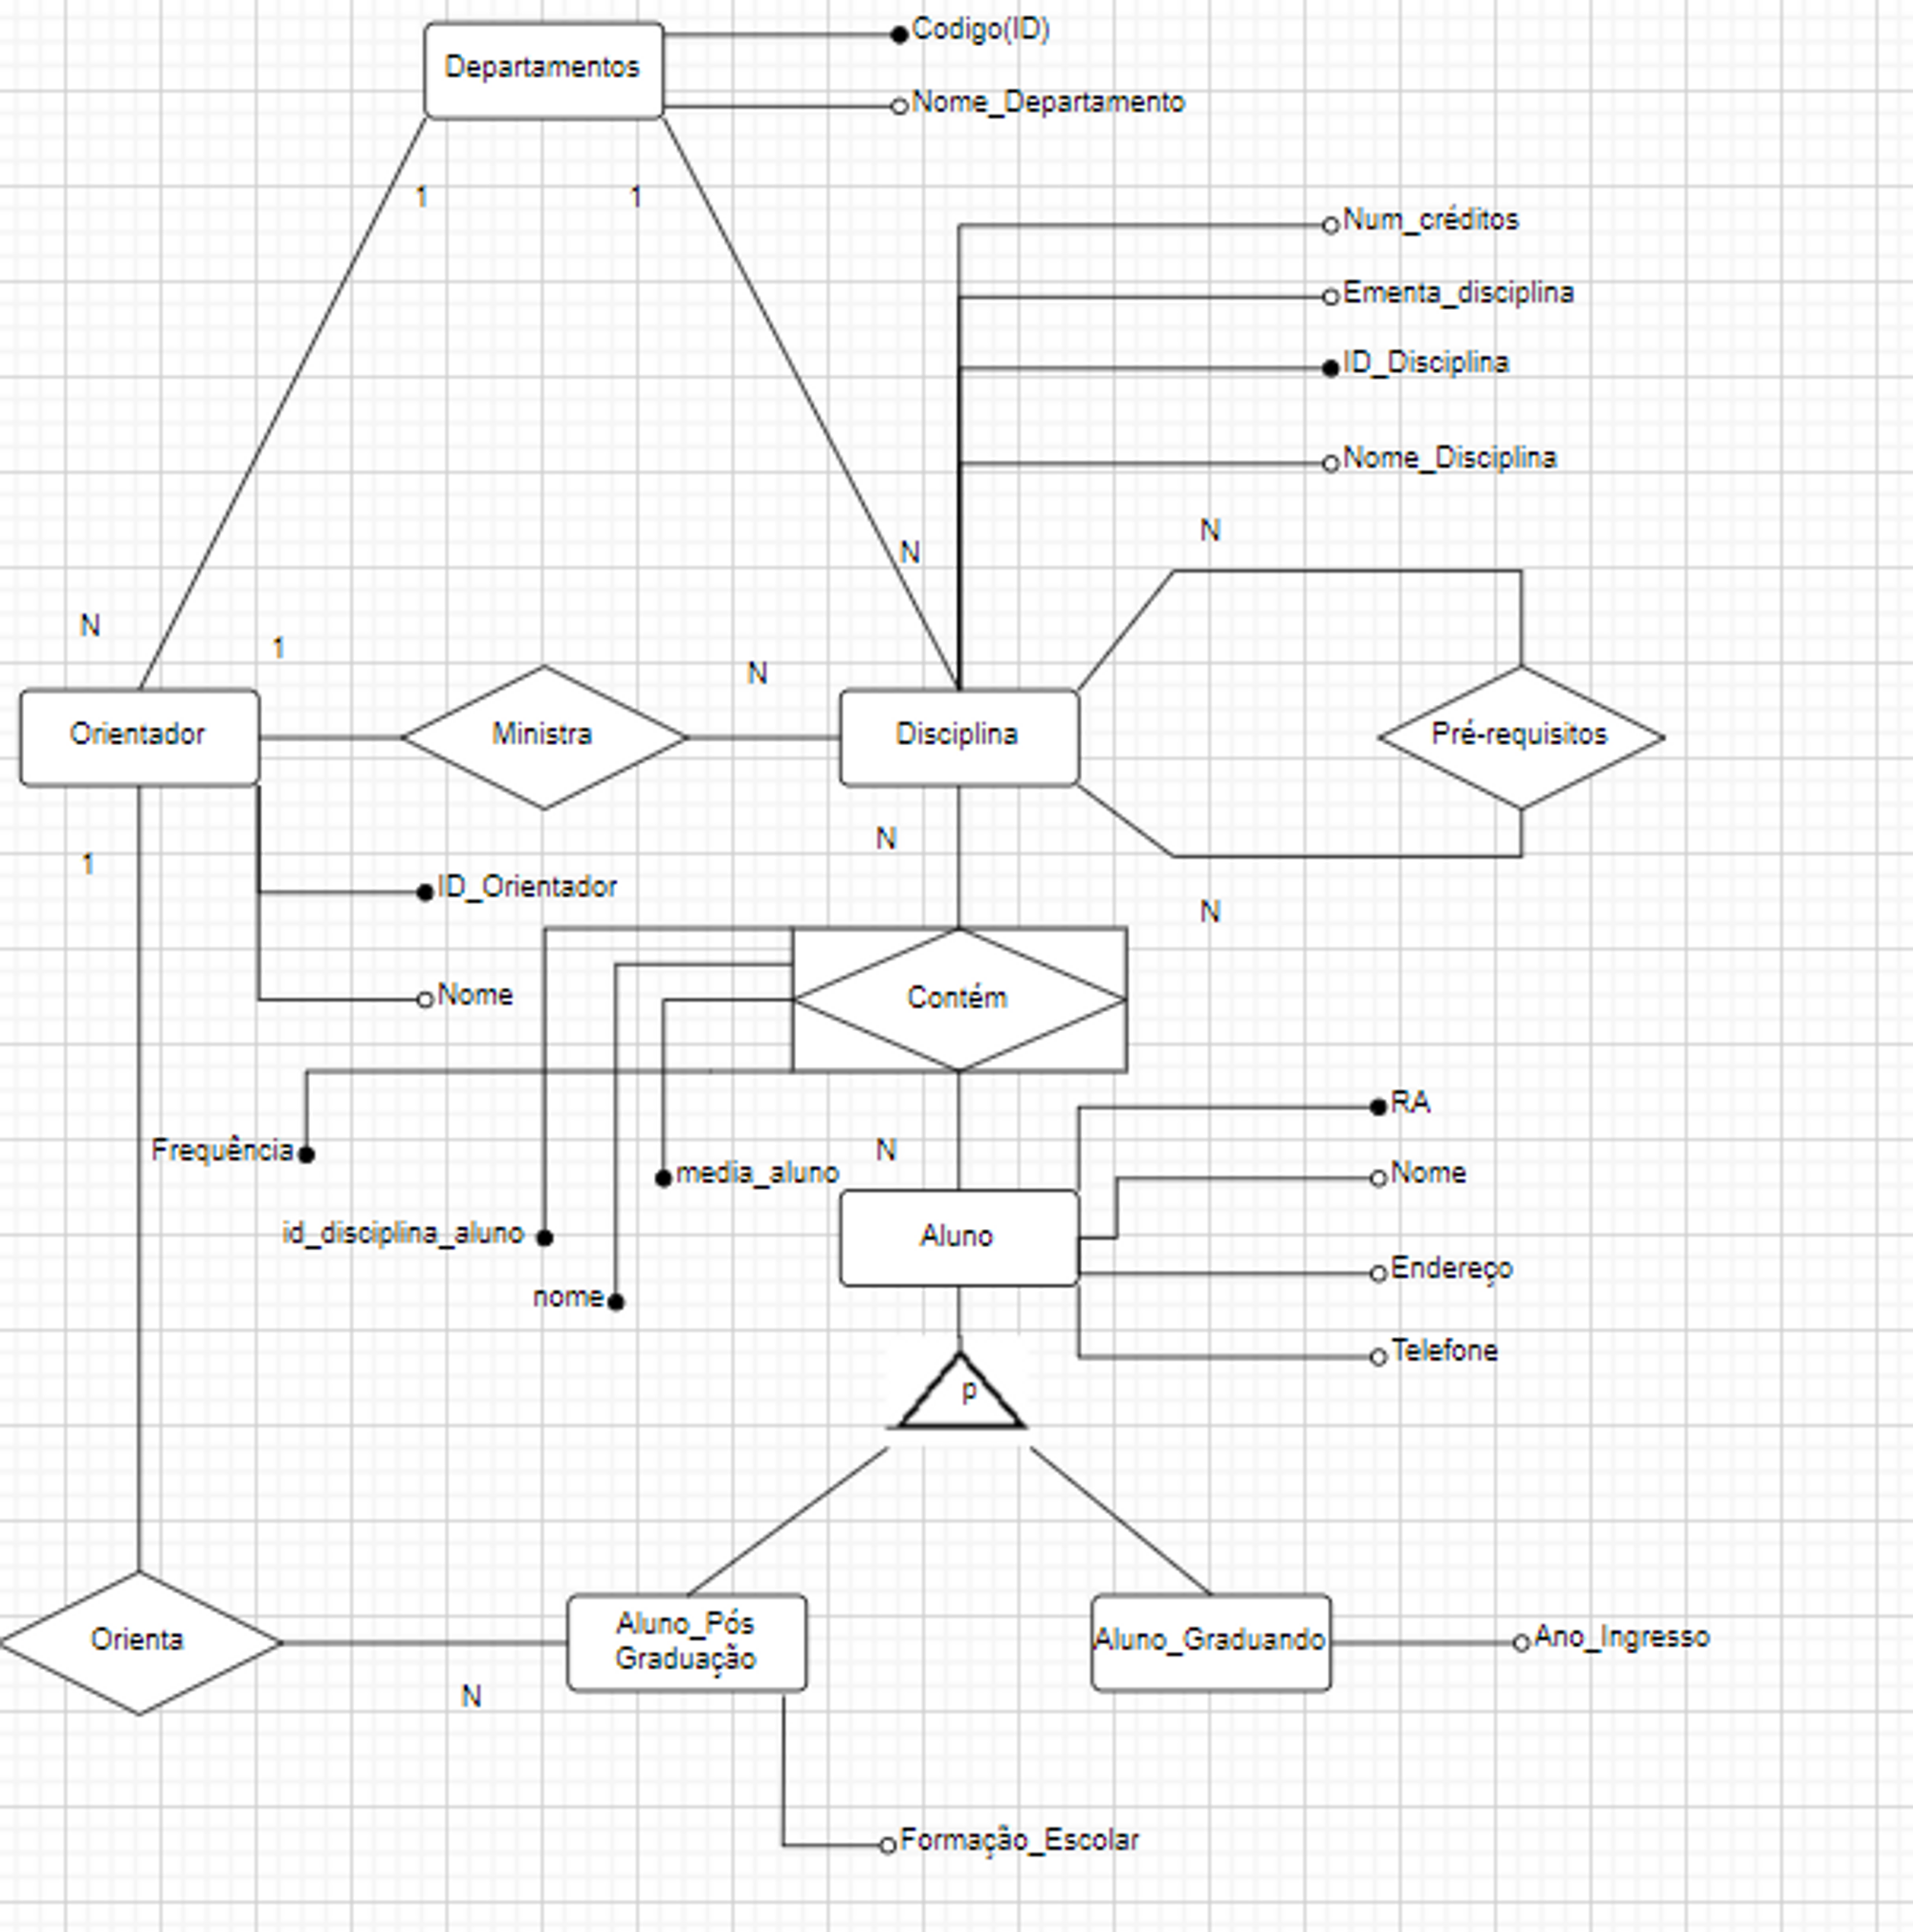 Codigo(ID)
Departamentos
Nome_Departamento
1
1
Num_créditos
Ementa_disciplina
ID_Disciplina
Nome_Disciplina
N
N
N
1
N
Orientador
Ministra
Disciplina
Pré-requisitos
N
1
ID_Orientador
N
Nome
Contém
RA
Frequência
N
media_aluno
Nome
id_disciplina_aluno
Aluno
Endereço
nome
Telefone
p
Aluno_Pós
Graduação
Orienta
Aluno_Graduando
Ano_Ingresso
N
Formação_Escolar